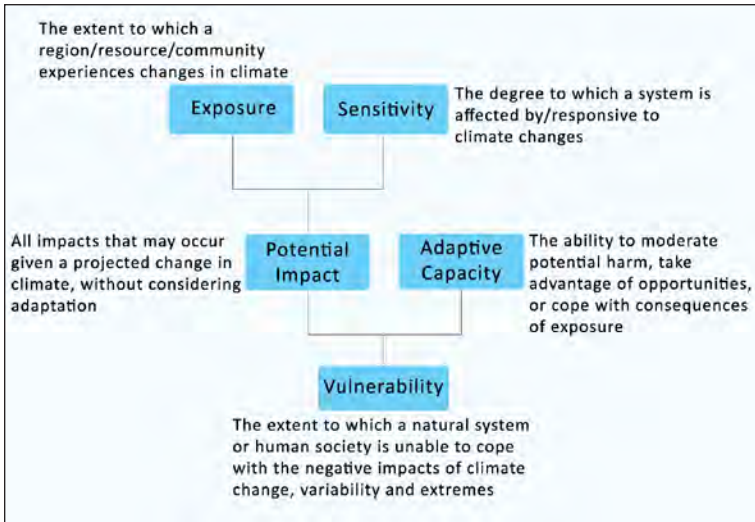 The extent to which a
region/resource/community
experiences changes in climate
Exposure
Sensitivity
The degree to which a system is
affected by/responsive to
climate changes
All impacts that may occur
given a projected change in
climate, without considering
adaptation
Potential
Impact
Adaptive
Capacity
The ability to moderate
potential harm, take
advantage of opportunities,
or cope with consequences
of exposure
Vulnerability
The extent to which a natural system
or human society is unable to cope
with the negative impacts of climate
change, variability and extremes